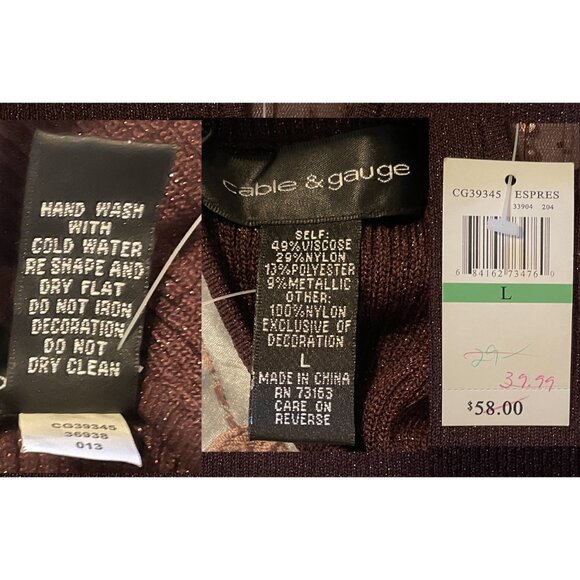 HAND WASH
WITH
COLD WATER
RE SHAPE AND
DRY FLAT
DO NOT IRON
DECORATION
DO NOT
DRY CLEAN
CG39345
36938
013
cable & gauge
SELF:
49%VISCOSE
29%NYLON
13%POLYESTER
9%METALLIC
OTHER:
100%NYLON
EXCLUSIVE OF
DECORATION
L
MADE IN CHINA
RN 73163
CARE ON
REVERSE
CG39345 ESPRES
33904 204
6 84162 73476 0
L
29
39.99
$58.00